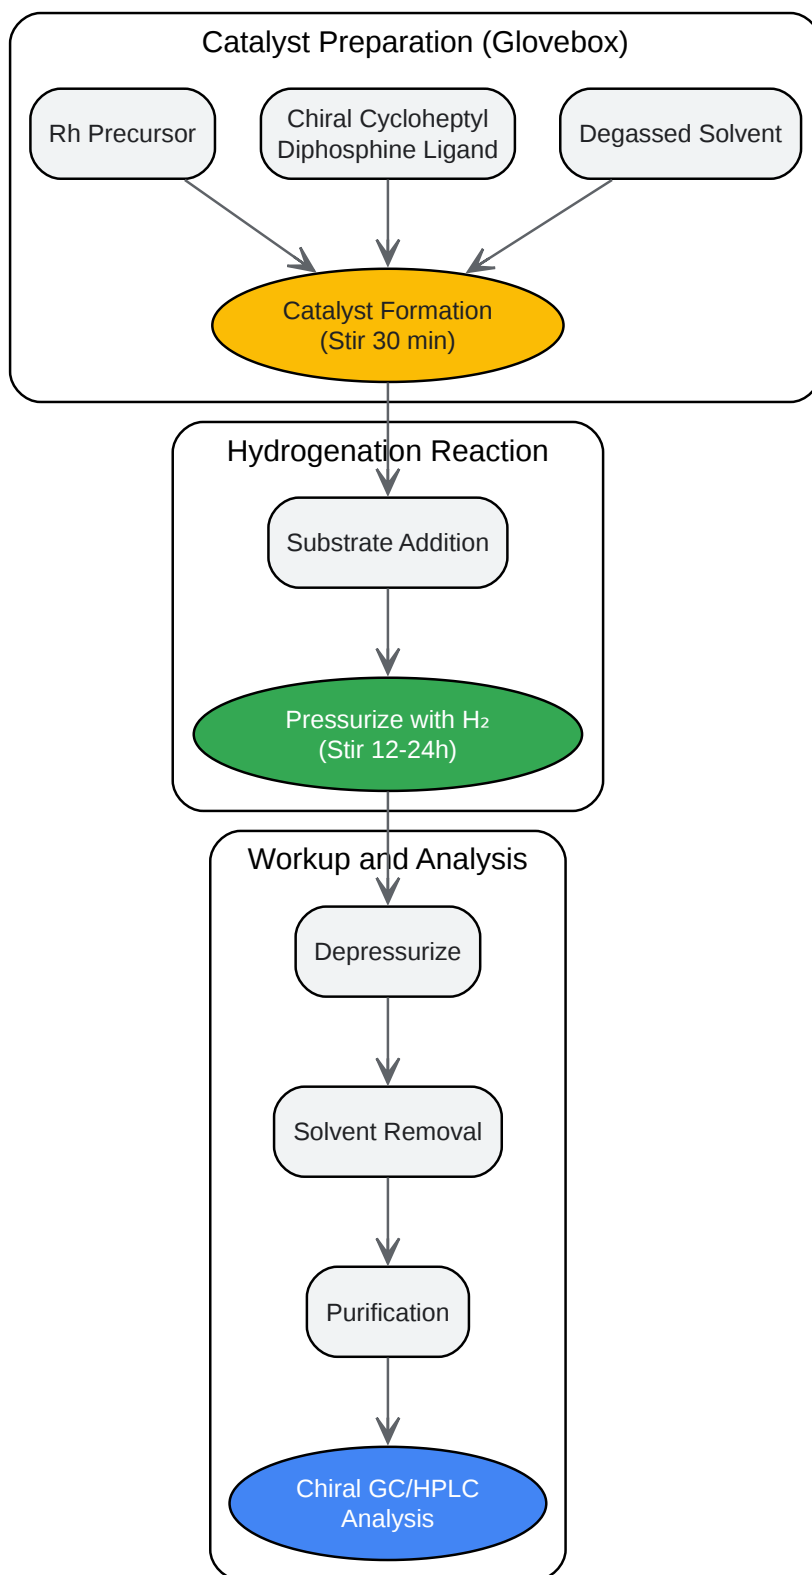 Catalyst Preparation (Glovebox)
Rh Precursor
Chiral Cycloheptyl
Diphosphine Ligand
Degassed Solvent
Catalyst Formation
(Stir 30 min)
Hydrogenation Reaction
Substrate Addition
Pressurize with H₂
(Stir 12-24h)
Workup and Analysis
Depressurize
Solvent Removal
Purification
Chiral GC/HPLC
Analysis